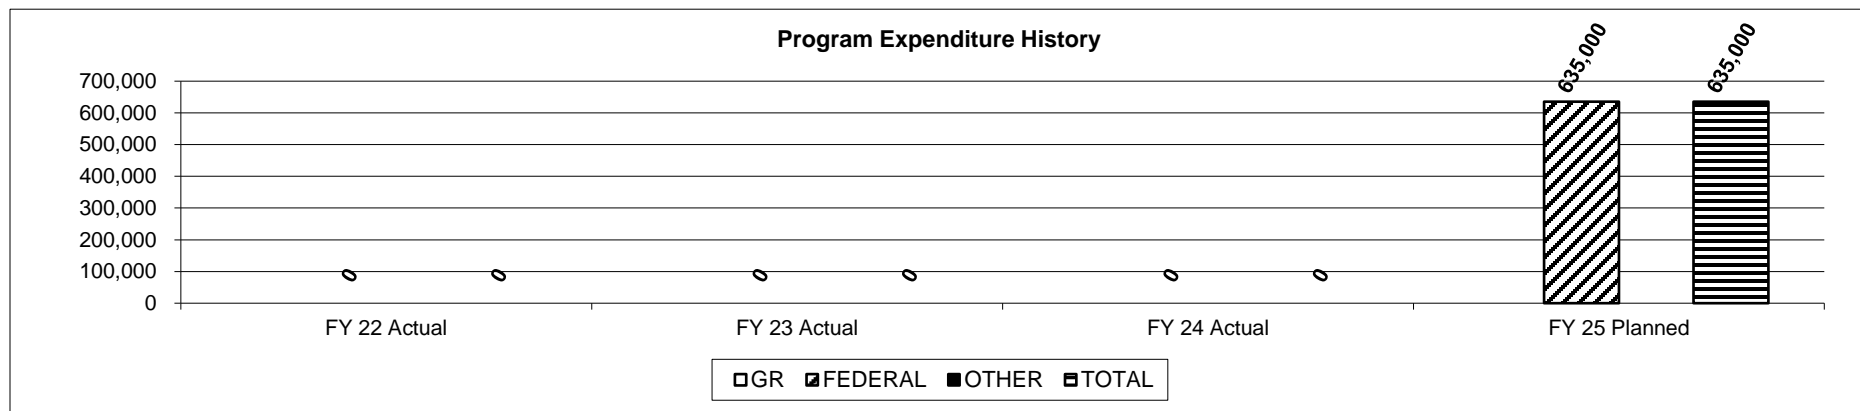 Program Expenditure History
635,000 635,000
700,000
600,000
500,000
400,000
300,000
200,000
100,000
0
0 0 0 0 0 0
FY 22 Actual FY 23 Actual FY 24 Actual FY 25 Planned
GR FEDERAL OTHER TOTAL